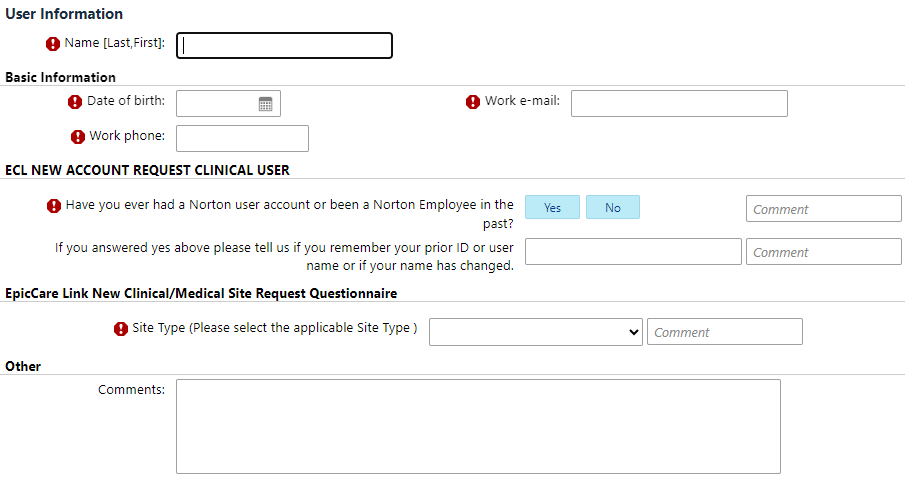 User Information
Name [Last,First]:
Basic Information
Date of birth:
Work e-mail:
Work phone:
ECL NEW ACCOUNT REQUEST CLINICAL USER
Have you ever had a Norton user account or been a Norton Employee in the
past?
Yes
No
Comment
If you answered yes above please tell us if you remember your prior ID or user
name or if your name has changed.
Comment
EpicCare Link New Clinical/Medical Site Request Questionnaire
Site Type (Please select the applicable Site Type )
Comment
Other
Comments: